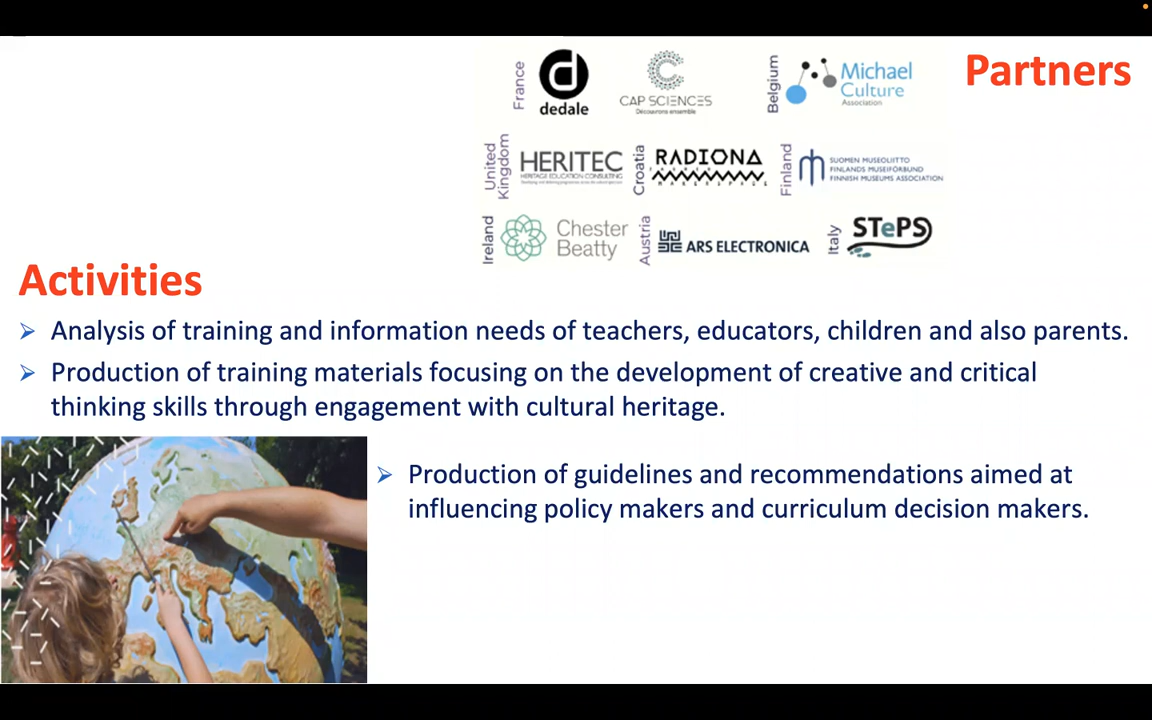 Partners
France
d
dedale
CAP SCIENCES
Découvrons ensemble
Belgium
Michael
Culture
Association
United
Kingdom
HERITEC
HERITAGE EDUCATION CONSULTING
Croatia
RADIONA
MAKERSPACE
Finland
SUOMEN MUSEOLIITTO
FINLANDS MUSEIFÖRBUND
FINNISH MUSEUMS ASSOCIATION
Ireland
Chester
Beatty
Austria
ARS ELECTRONICA
Italy
STePS
Activities
Analysis of training and information needs of teachers, educators, children and also parents.
Production of training materials focusing on the development of creative and critical
thinking skills through engagement with cultural heritage.
Production of guidelines and recommendations aimed at
influencing policy makers and curriculum decision makers.